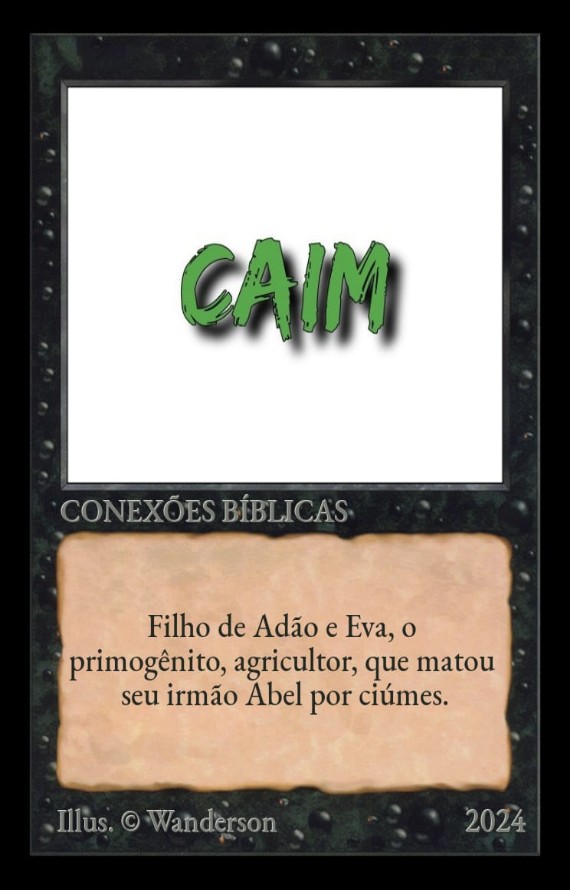 CAIM
CONEXÕES BÍBLICAS
Filho de Adão e Eva, o
primogênito, agricultor, que matou
seu irmão Abel por ciúmes.
Illus. © Wanderson
2024